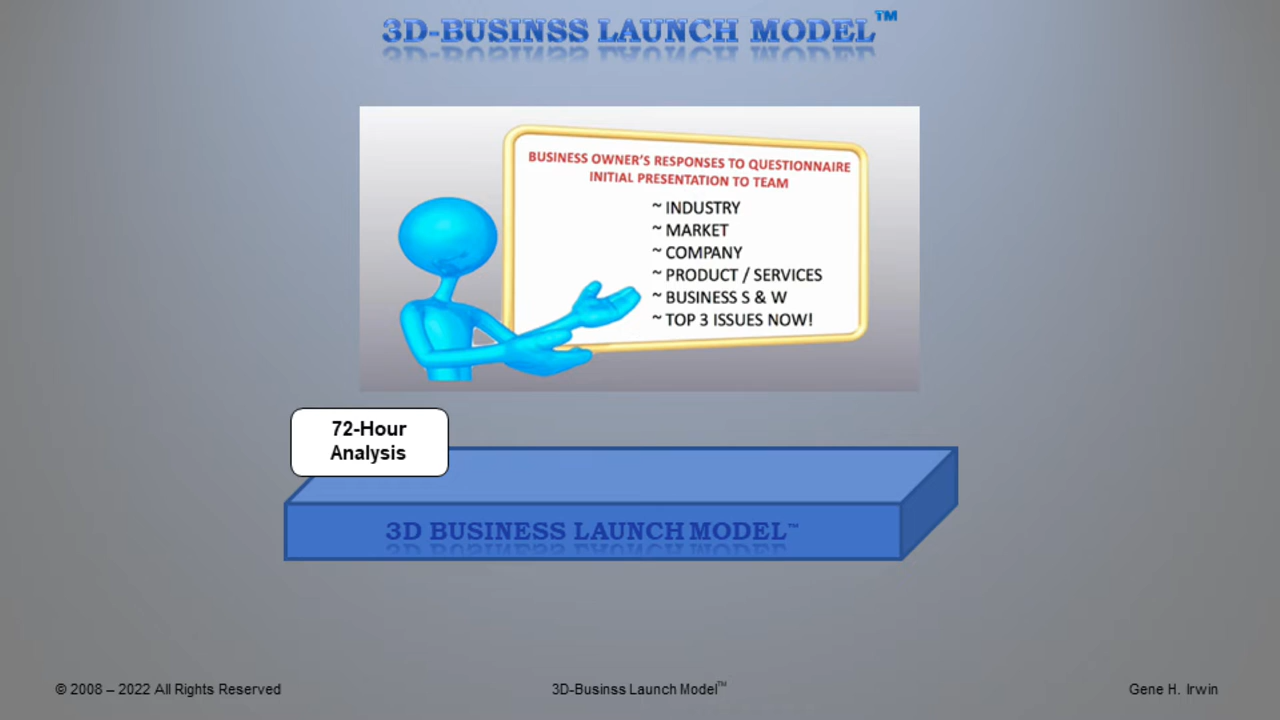 3D-BUSINSS LAUNCH MODEL™
BUSINESS OWNER'S RESPONSES TO QUESTIONNAIRE
INITIAL PRESENTATION TO TEAM
~ INDUSTRY
~ MARKET
~ COMPANY
~ PRODUCT / SERVICES
~ BUSINESS S & W
~ TOP 3 ISSUES NOW!
72-Hour
Analysis
3D BUSINESS LAUNCH MODEL™
© 2008 – 2022 All Rights Reserved
3D-Businss Launch Model™
Gene H. Irwin